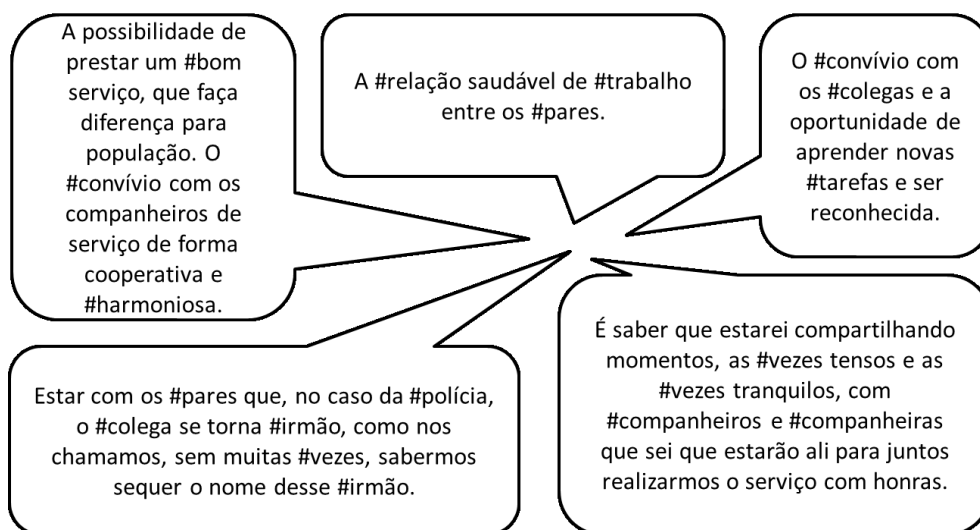 A possibilidade de
prestar um #bom
serviço, que faça
diferença para
população. O
#convívio com os
companheiros de
serviço de forma
cooperativa e
#harmoniosa.
A #relação saudável de #trabalho
entre os #pares.
O #convívio com
os #colegas e a
oportunidade de
aprender novas
#tarefas e ser
reconhecida.
Estar com os #pares que, no caso da #polícia,
o #colega se torna #irmão, como nos
chamamos, sem muitas #vezes, sabermos
sequer o nome desse #irmão.
É saber que estarei compartilhando
momentos, as #vezes tensos e as
#vezes tranquilos, com
#companheiros e #companheiras
que sei que estarão ali para juntos
realizarmos o serviço com honras.